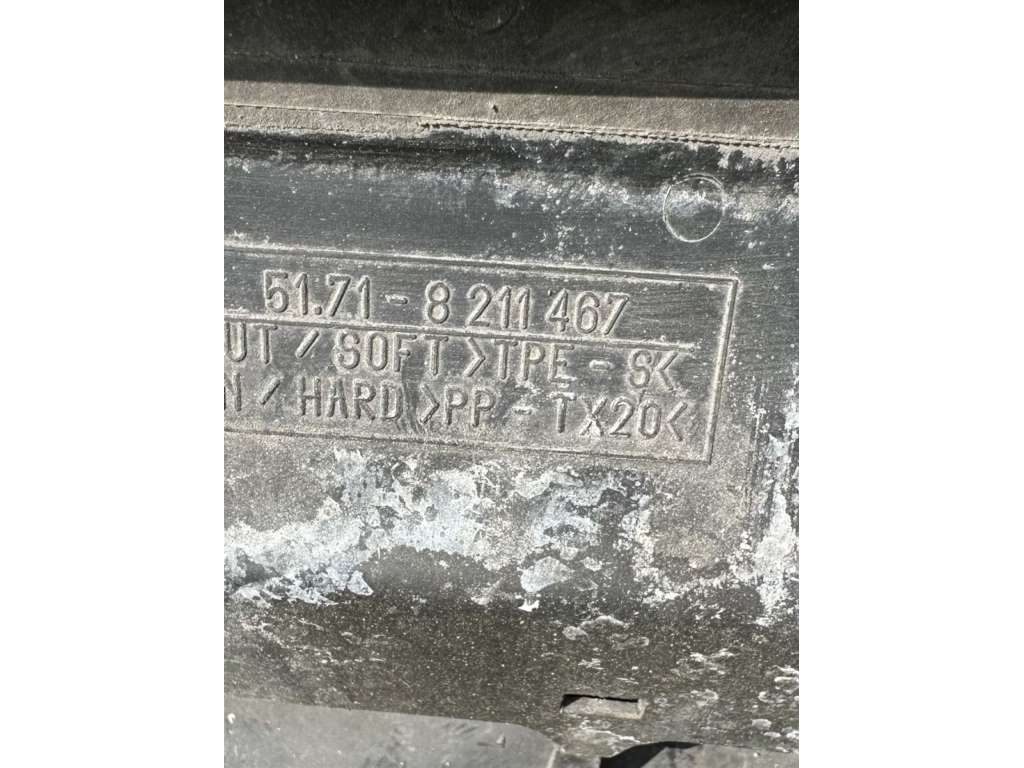 51.71-8 211 467
UT / SOFT >TPE - S<
N / HARD >PP - TX20<